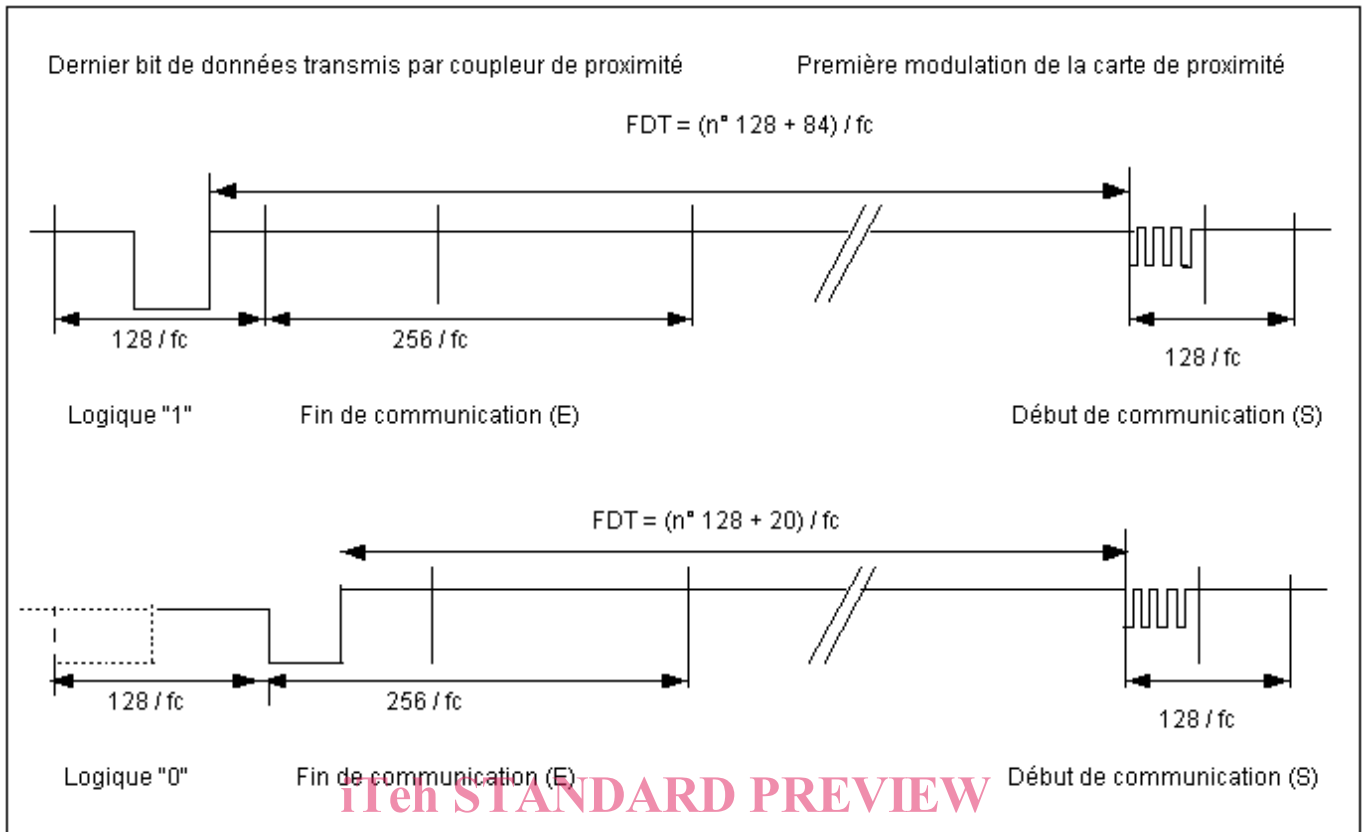 Dernier bit de données transmis par coupleur de proximité
Première modulation de la carte de proximité
FDT = (n° 128 + 84) / fc
128 / fc
256 / fc
128 / fc
Logique "1"
Fin de communication (E)
Début de communication (S)
FDT = (n° 128 + 20) / fc
128 / fc
256 / fc
128 / fc
Logique "0"
Fin de communication (E)
Début de communication (S)
iTeh STANDARD PREVIEW